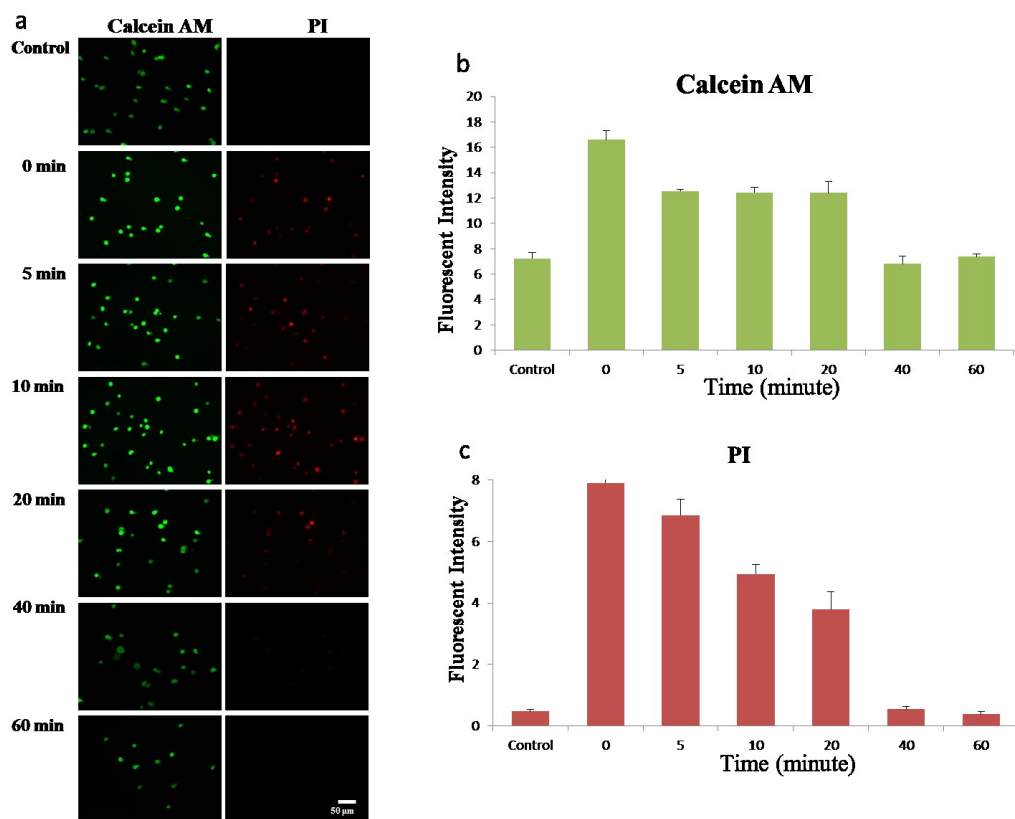 a
Calcein AM PI
Control
0 min
5 min
10 min
20 min
40 min
60 min
50 µm
b
Calcein AM
Fluorescent Intensity
20
18
16
14
12
10
8
6
4
2
0
Control 0 5 10 20 40 60
Time (minute)
c
PI
Fluorescent Intensity
8
6
4
2
0
Control 0 5 10 20 40 60
Time (minute)